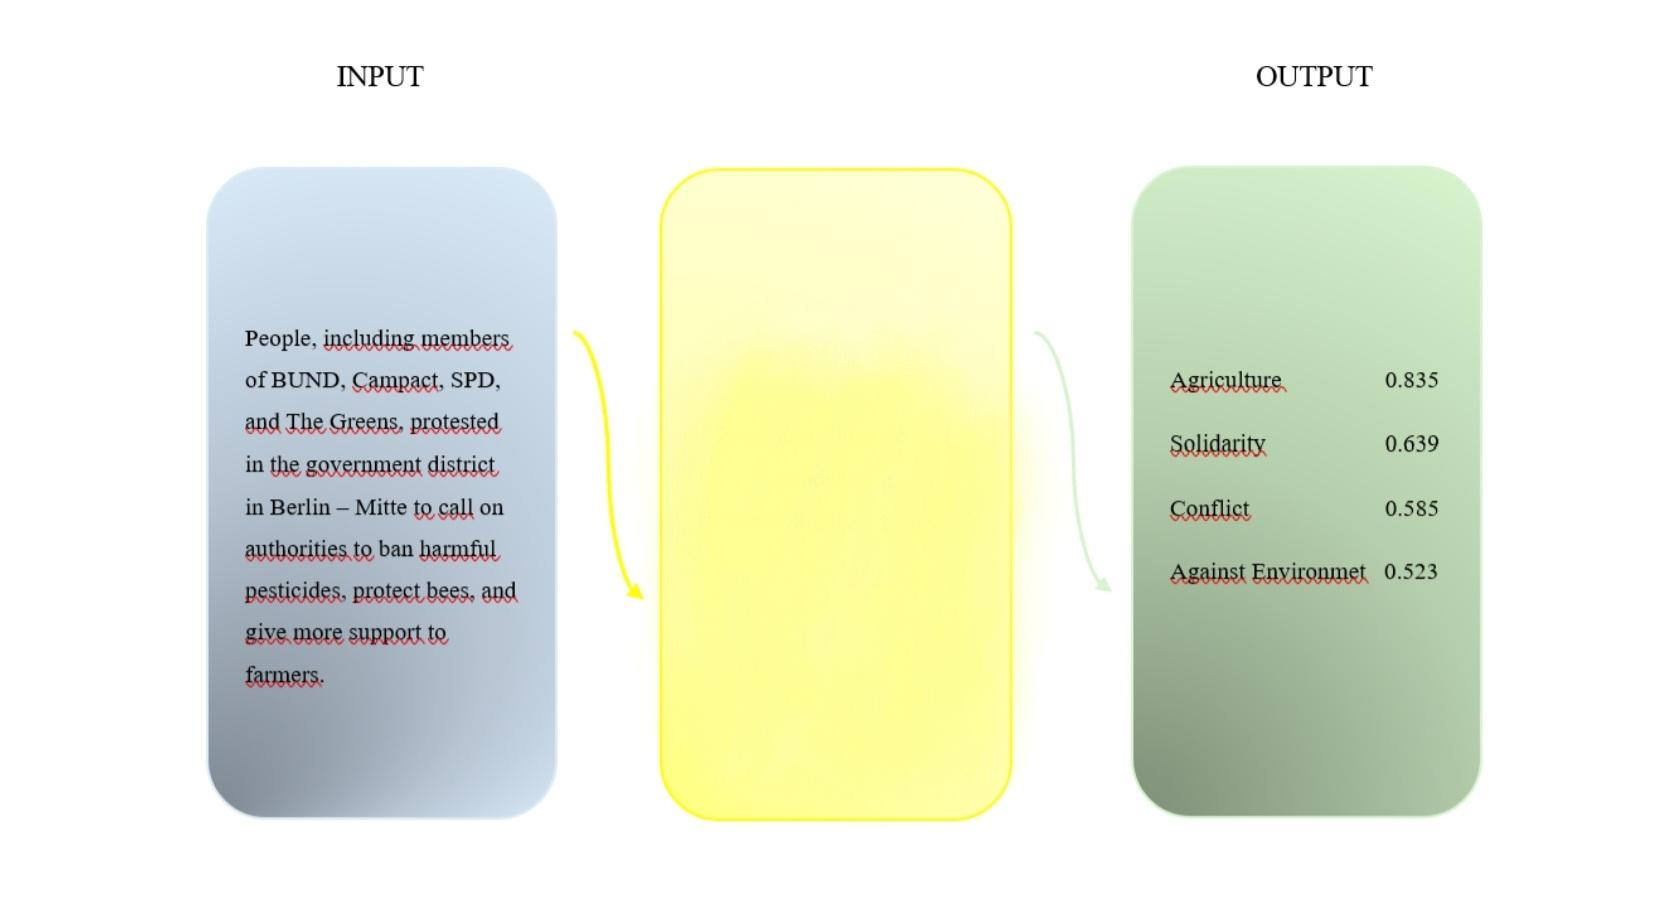 INPUT
OUTPUT
People, including members
of BUND, Campact, SPD,
and The Greens, protested
in the government district
in Berlin – Mitte to call on
authorities to ban harmful
pesticides, protect bees, and
give more support to
farmers.
Agriculture 0.835
Solidarity 0.639
Conflict 0.585
Against Environmet 0.523